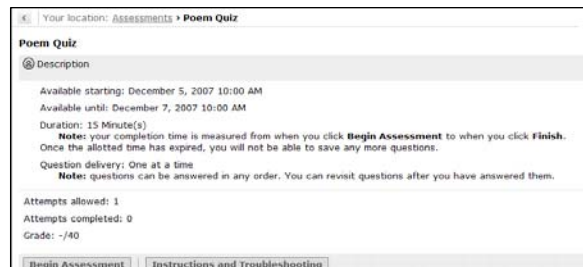 Your location: Assessments › Poem Quiz
Poem Quiz
Description
Available starting: December 5, 2007 10:00 AM
Available until: December 7, 2007 10:00 AM
Duration: 15 Minute(s)
Note: your completion time is measured from when you click Begin Assessment to when you click Finish.
Once the allotted time has expired, you will not be able to save any more questions.
Question delivery: One at a time
Note: questions can be answered in any order. You can revisit questions after you have answered them.
Attempts allowed: 1
Attempts completed: 0
Grade: -/40
Begin Assessment Instructions and Troubleshooting